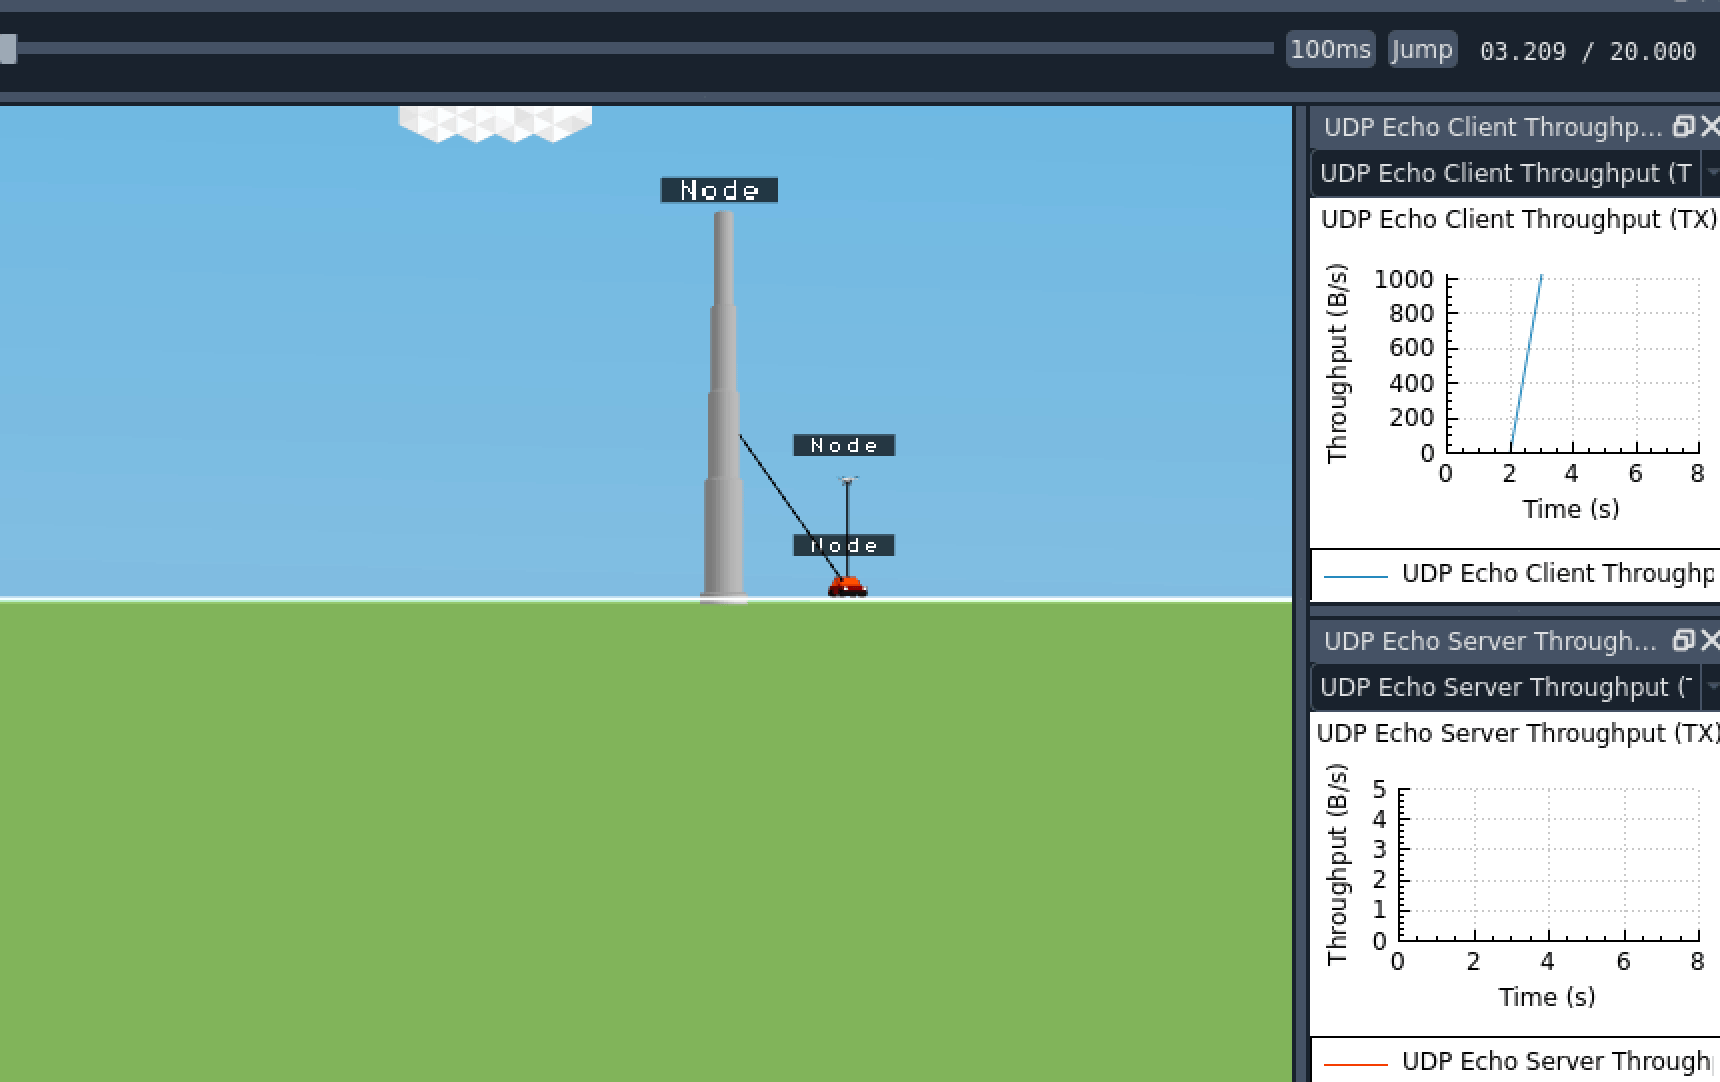 100ms Jump 03.209 / 20.000
UDP Echo Client Throughp...
UDP Echo Client Throughput (T
UDP Echo Client Throughput (TX)
Throughput (B/s)
1000
800
600
400
200
0
0 2 4 6 8
Time (s)
UDP Echo Client Throughp
Node
Node
Node
UDP Echo Server Through...
UDP Echo Server Throughput (
UDP Echo Server Throughput (TX)
Throughput (B/s)
5
4
3
2
1
0
0 2 4 6 8
Time (s)
UDP Echo Server Through